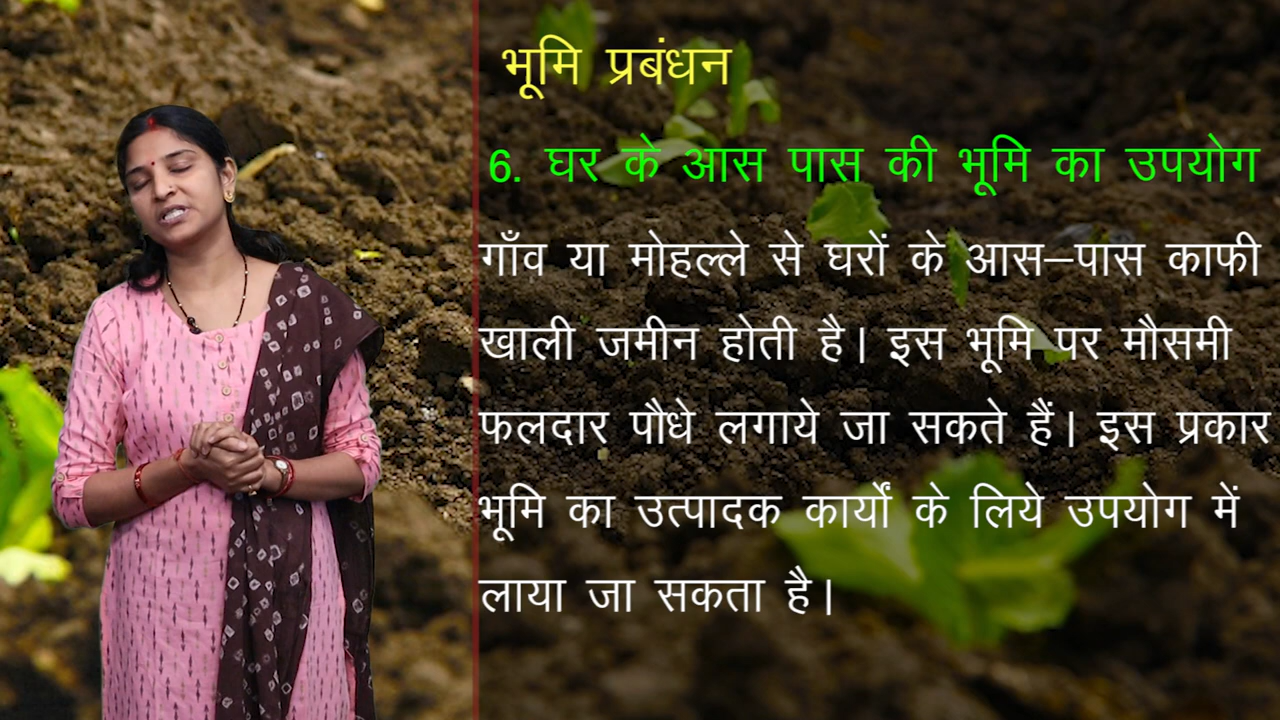 भूमि प्रबंधन
6. घर के आस पास की भूमि का उपयोग
गाँव या मोहल्ले से घरों के आस–पास काफी
खाली जमीन होती है। इस भूमि पर मौसमी
फलदार पौधे लगाये जा सकते हैं। इस प्रकार
भूमि का उत्पादक कार्यों के लिये उपयोग में
लाया जा सकता है।